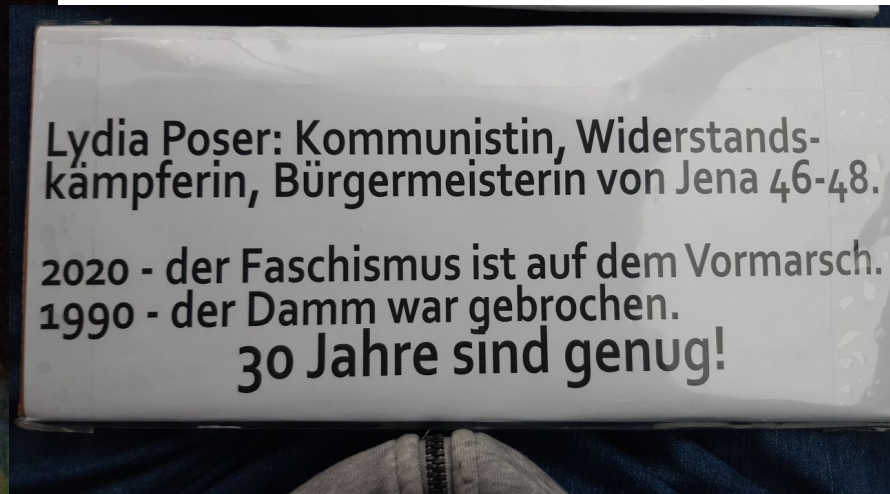 Lydia Poser: Kommunistin, Widerstands-
kämpferin, Bürgermeisterin von Jena 46-48.
2020 - der Faschismus ist auf dem Vormarsch.
1990 - der Damm war gebrochen.
30 Jahre sind genug!